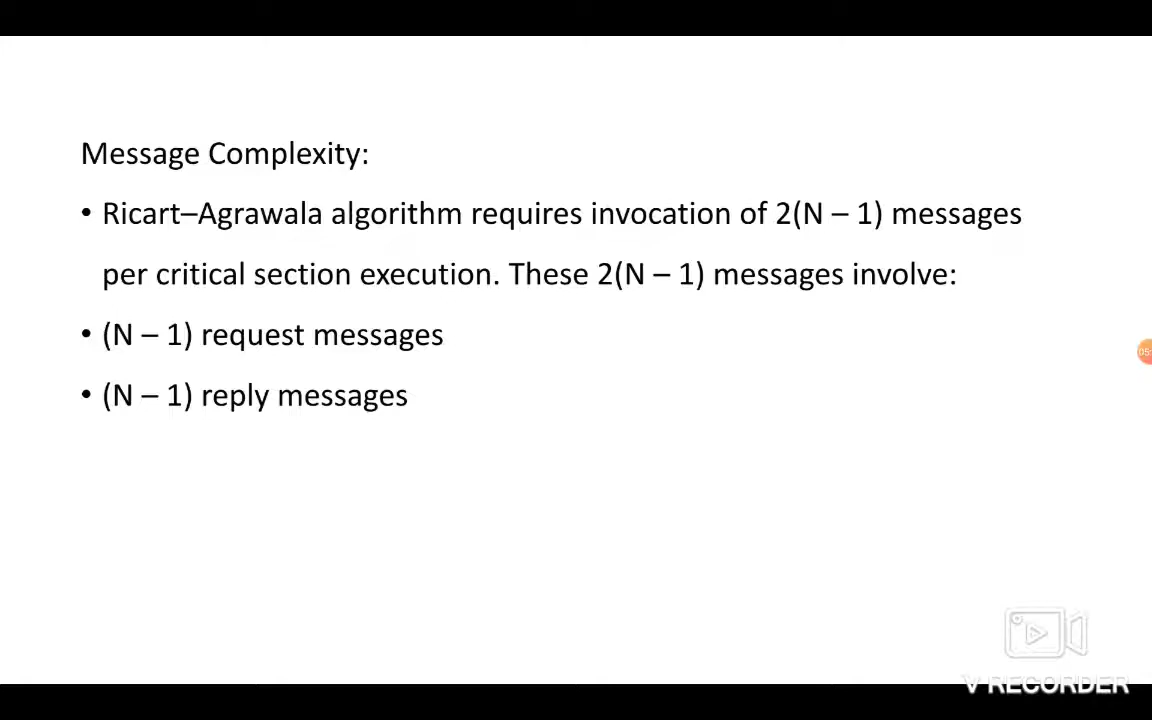 Message Complexity:
• Ricart–Agrawala algorithm requires invocation of 2(N – 1) messages
per critical section execution. These 2(N – 1) messages involve:
• (N – 1) request messages
• (N – 1) reply messages
V RECORDER